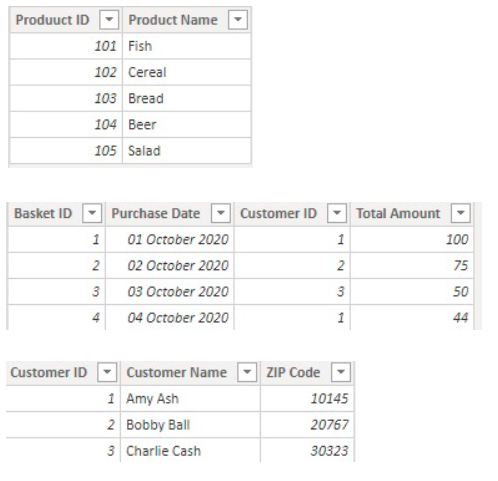 Produuct ID Product Name
101 Fish
102 Cereal
103 Bread
104 Beer
105 Salad
Basket ID Purchase Date Customer ID Total Amount
1 01 October 2020 1 100
2 02 October 2020 2 75
3 03 October 2020 3 50
4 04 October 2020 1 44
Customer ID Customer Name ZIP Code
1 Amy Ash 10145
2 Bobby Ball 20767
3 Charlie Cash 30323